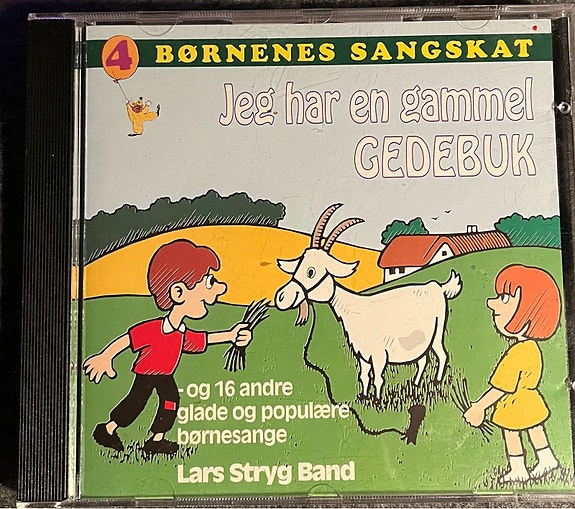 4 BØRNENES SANGSKAT
Jeg har en gammel
GEDEBUK
- og 16 andre
glade og populære
børnesange
Lars Stryg Band